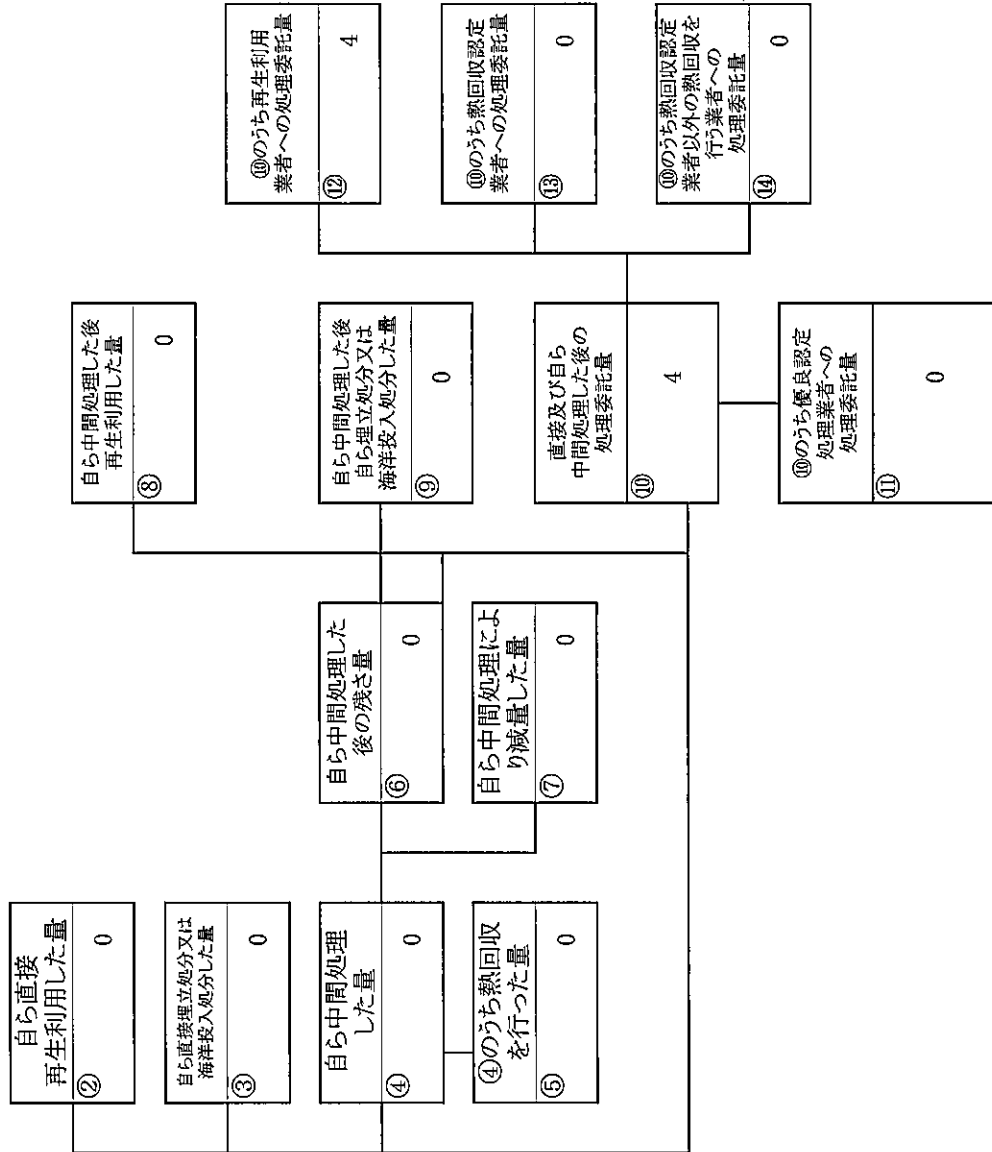 自ら直接
再生利用した量
②
0
自ら直接埋立処分又は
海洋投入処分した量
③
0
自ら中間処理
した量
④
0
④のうち熱回収
を行った量
⑤
0
自ら中間処理した
後の残さ量
⑥
0
自ら中間処理によ
り減量した量
⑦
0
自ら中間処理した後
再生利用した量
⑧
0
自ら中間処理した後
自ら埋立処分又は
海洋投入処分した量
⑨
0
直接及び自ら
中間処理した後の
処理委託量
⑩
4
⑩のうち優良認定
処理業者への
処理委託量
⑪
0
⑩のうち再生利用
業者への処理委託量
⑫
4
⑩のうち熱回収認定
業者への処理委託量
⑬
0
⑩のうち熱回収認定
業者以外の熱回収を
行う業者への
処理委託量
⑭
0